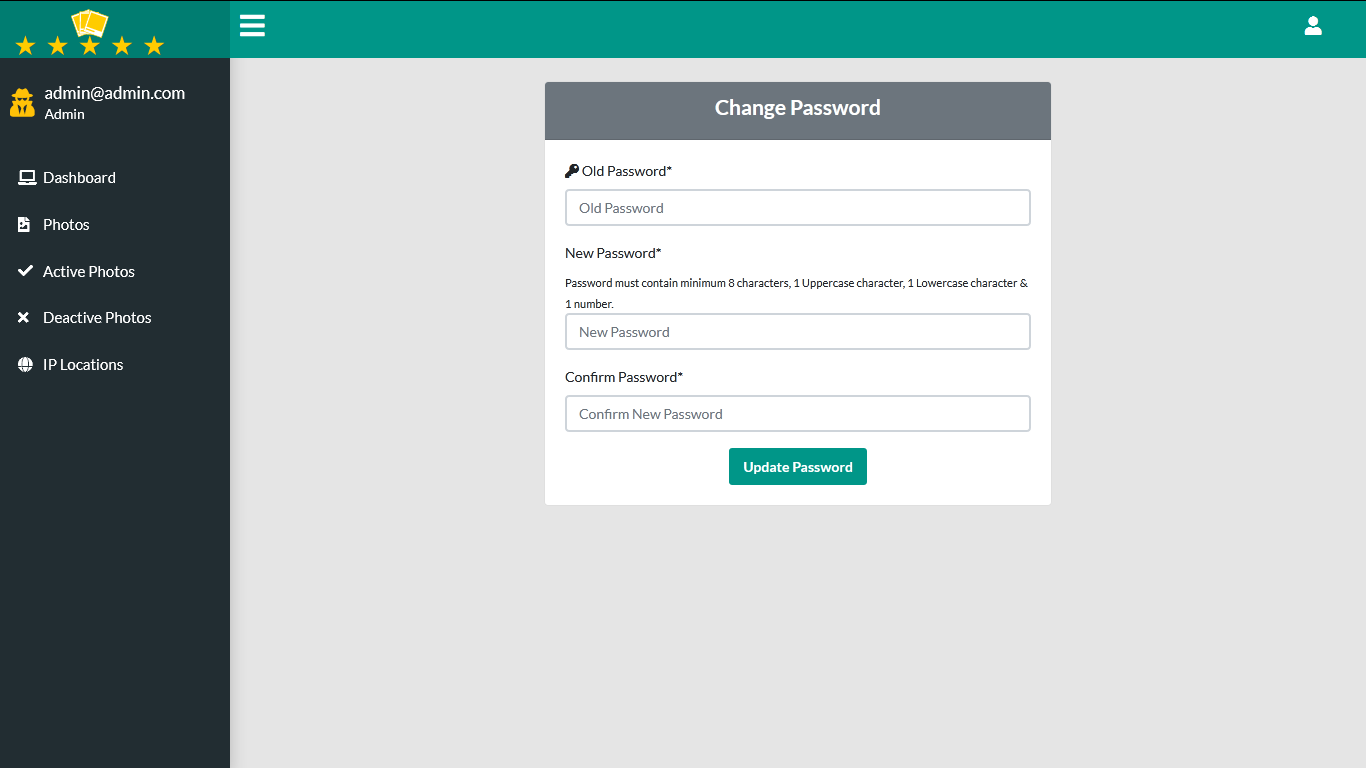 admin@admin.com
Admin
Dashboard
Photos
Active Photos
Deactive Photos
IP Locations
Change Password
Old Password*
Old Password
New Password*
Password must contain minimum 8 characters, 1 Uppercase character, 1 Lowercase character &
1 number.
New Password
Confirm Password*
Confirm New Password
Update Password